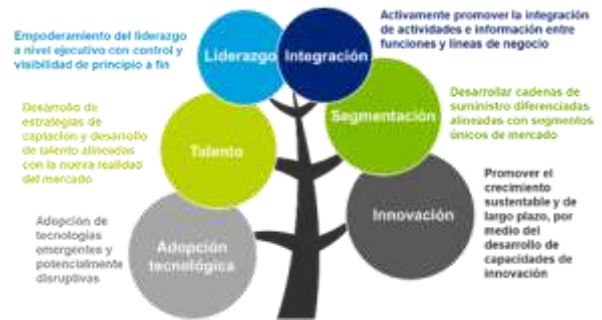 Empoderamiento del liderazgo
a nivel ejecutivo con control y
visibilidad de principio a fin
Liderazgo
Integración
Activamente promover la integración
de actividades e información entre
funciones y líneas de negocio
Desarrollo de
estrategias de
captación y desarrollo
de talento alineadas
con la nueva realidad
del mercado
Talento
Segmentación
Desarrollar cadenas de
suministro diferenciadas
alineadas con segmentos
únicos de mercado
Adopción de
tecnologías
emergentes y
potencialmente
disruptivas
Adopción
tecnológica
Innovación
Promover el
crecimiento
sustentable y de
largo plazo, por
medio del
desarrollo de
capacidades de
innovación